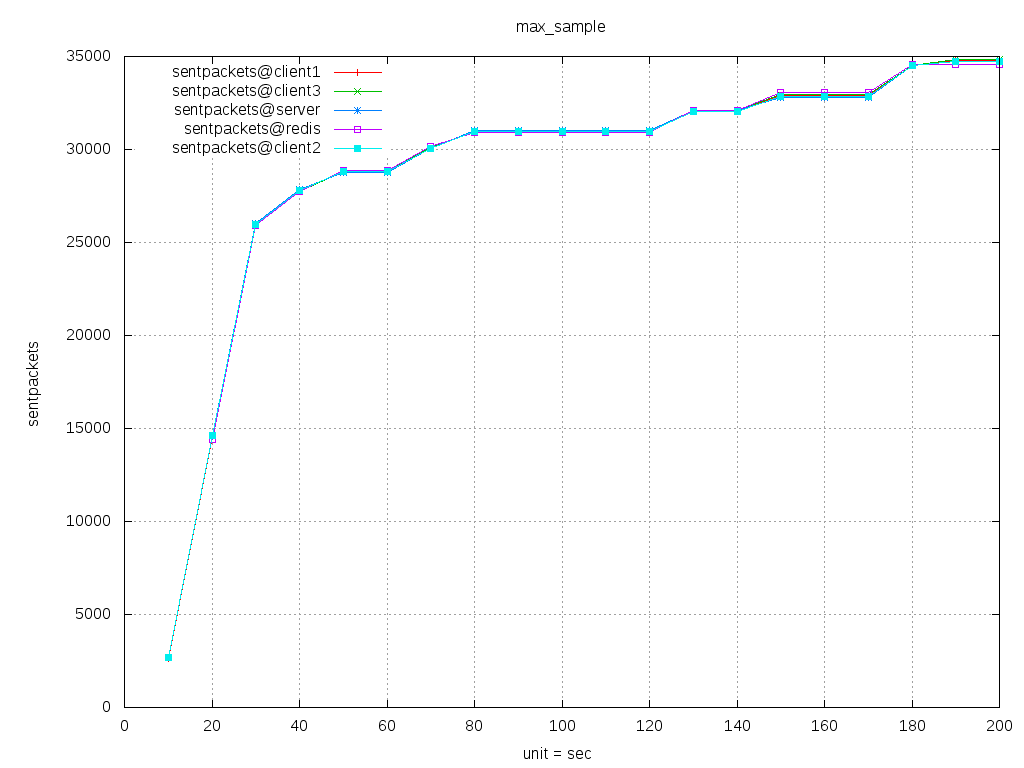 max_sample
35000
30000
25000
20000
15000
10000
5000
0
sentpackets
sentpackets@client1
sentpackets@client3
sentpackets@server
sentpackets@redis
sentpackets@client2
0 20 40 60 80 100 120 140 160 180 200
unit = sec